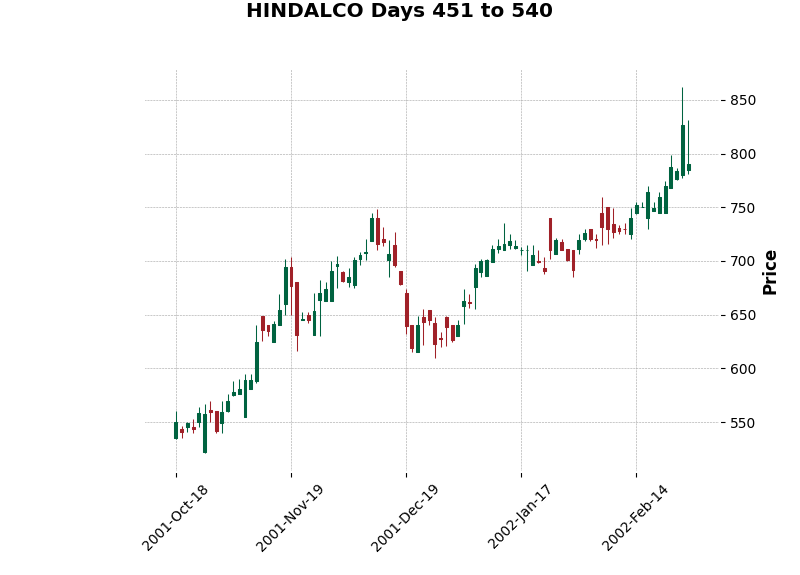 HINDALCO Days 451 to 540
850
800
750
700
650
600
550
Price
2001-Oct-18
2001-Nov-19
2001-Dec-19
2002-Jan-17
2002-Feb-14